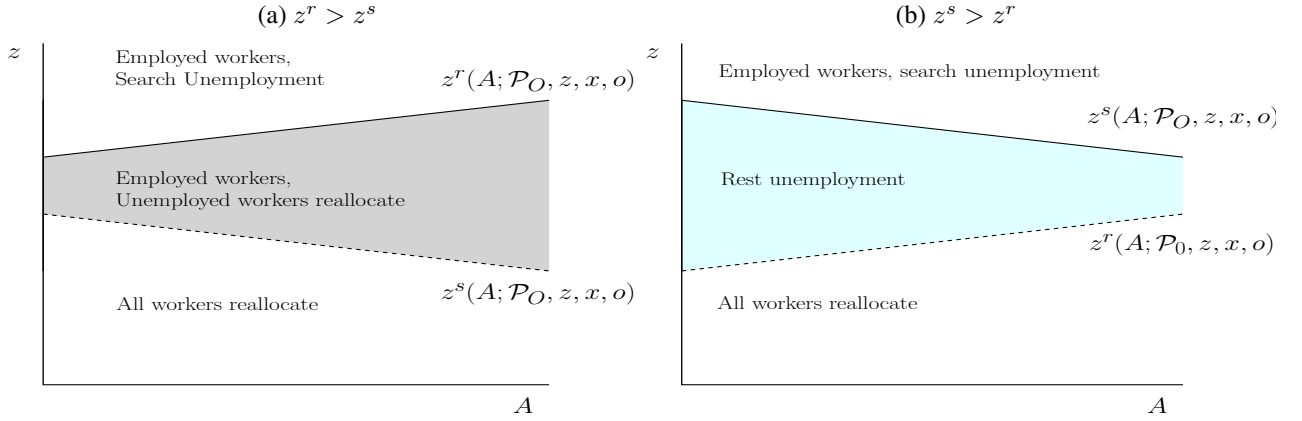 (a) z^r > z^s
z
Employed workers,
Search Unemployment
z^r(A; 𝒫_O, z, x, o)
Employed workers,
Unemployed workers reallocate
z^s(A; 𝒫_O, z, x, o)
All workers reallocate
A
(b) z^s > z^r
z
Employed workers, search unemployment
z^s(A; 𝒫_O, z, x, o)
Rest unemployment
z^r(A; 𝒫_0, z, x, o)
All workers reallocate
A